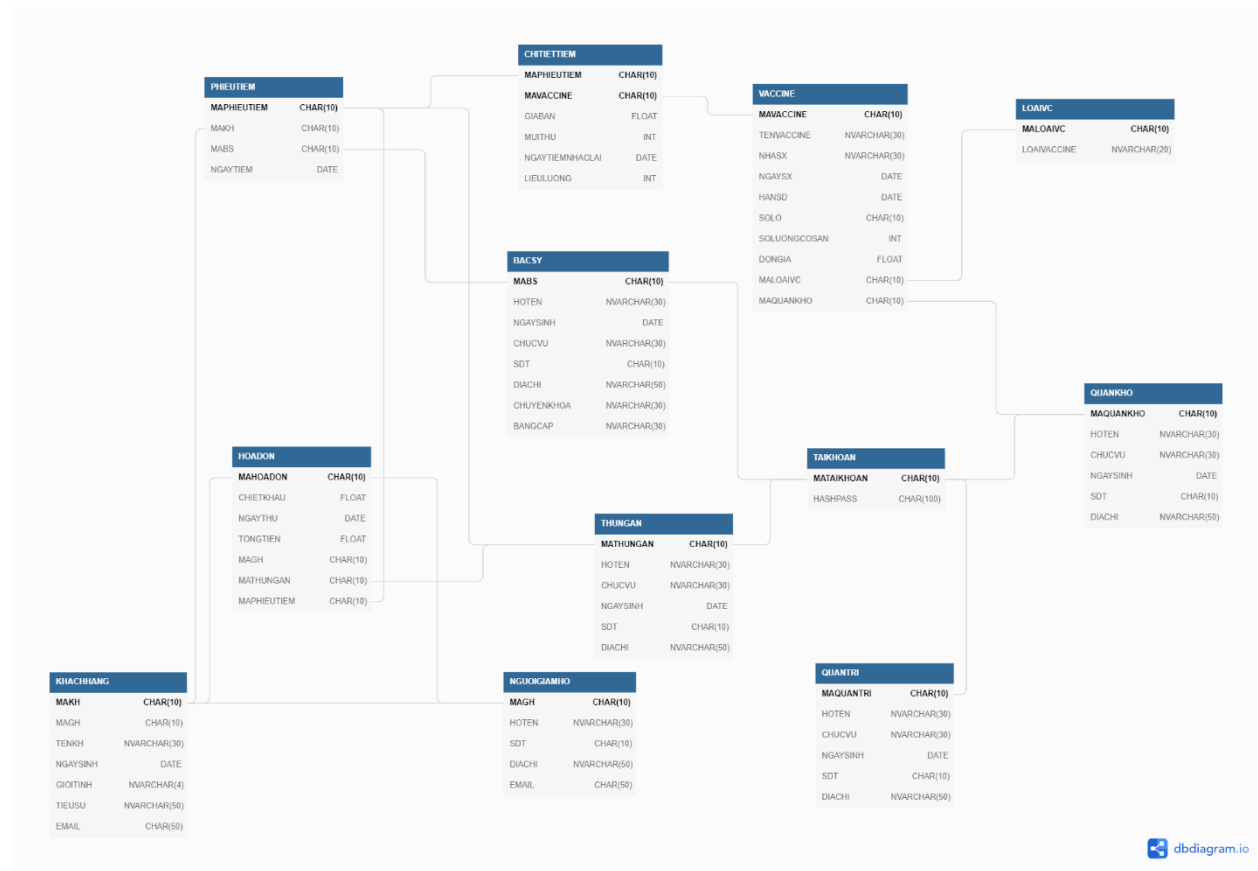 CHITIETTIEM
MAPHIEUTIEM CHAR(10)
MAVACCINE CHAR(10)
GIABAN FLOAT
MUITHU INT
NGAYTIEMNHACLAI DATE
LIEULUONG INT
PHIEUTIEM
MAPHIEUTIEM CHAR(10)
MAKH CHAR(10)
MABS CHAR(10)
NGAYTIEM DATE
VACCINE
MAVACCINE CHAR(10)
TENVACCINE NVARCHAR(30)
NHASX NVARCHAR(30)
NGAYSX DATE
HANSD DATE
SOLO CHAR(10)
SOLUONGCOSAN INT
DONGIA FLOAT
MALOAIVC CHAR(10)
MAQUANKHO CHAR(10)
LOAIVC
MALOAIVC CHAR(10)
LOAIVACCINE NVARCHAR(20)
BACSY
MABS CHAR(10)
HOTEN NVARCHAR(30)
NGAYSINH DATE
CHUCVU NVARCHAR(30)
SDT CHAR(10)
DIACHI NVARCHAR(50)
CHUYENKHOA NVARCHAR(30)
BANGCAP NVARCHAR(30)
QUANKHO
MAQUANKHO CHAR(10)
HOTEN NVARCHAR(30)
CHUCVU NVARCHAR(30)
NGAYSINH DATE
SDT CHAR(10)
DIACHI NVARCHAR(50)
HOADON
MAHOADON CHAR(10)
CHIETKHAU FLOAT
NGAYTHU DATE
TONGTIEN FLOAT
MAGH CHAR(10)
MATHUNGAN CHAR(10)
MAPHIEUTIEM CHAR(10)
TAIKHOAN
MATAIKHOAN CHAR(10)
HASHPASS CHAR(100)
THUNGAN
MATHUNGAN CHAR(10)
HOTEN NVARCHAR(30)
CHUCVU NVARCHAR(30)
NGAYSINH DATE
SDT CHAR(10)
DIACHI NVARCHAR(50)
KHACHHANG
MAKH CHAR(10)
MAGH CHAR(10)
TENKH NVARCHAR(30)
NGAYSINH DATE
GIOITINH NVARCHAR(4)
TIEUSU NVARCHAR(50)
EMAIL CHAR(50)
NGUOIGIAMHO
MAGH CHAR(10)
HOTEN NVARCHAR(30)
SDT CHAR(10)
DIACHI NVARCHAR(50)
EMAIL CHAR(50)
QUANTRI
MAQUANTRI CHAR(10)
HOTEN NVARCHAR(30)
CHUCVU NVARCHAR(30)
NGAYSINH DATE
SDT CHAR(10)
DIACHI NVARCHAR(50)
dbdiagram.io